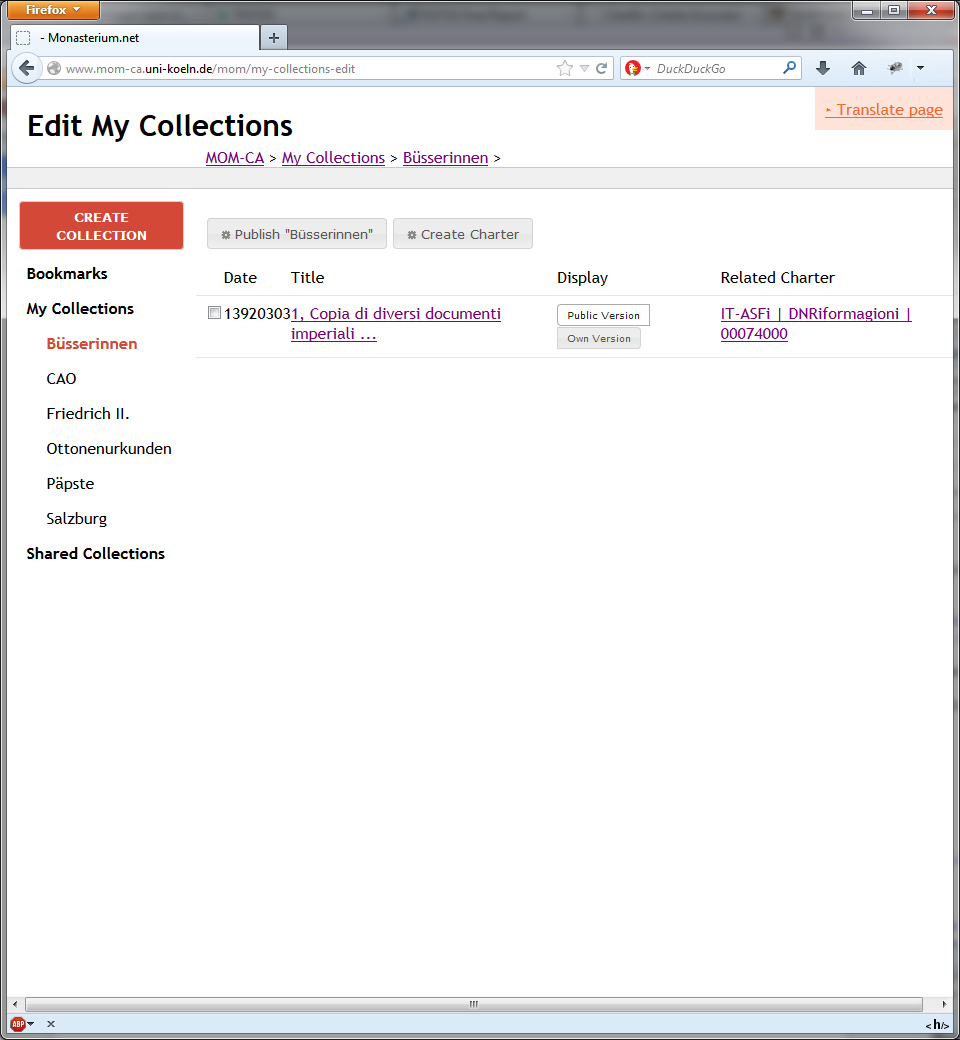 Firefox
- Monasterium.net
www.mom-ca.uni-koeln.de/mom/my-collections-edit
DuckDuckGo
Translate page
Edit My Collections
MOM-CA > My Collections > Büsserinnen >
CREATE
COLLECTION
Publish "Büsserinnen"
Create Charter
Bookmarks
My Collections
Büsserinnen
CAO
Friedrich II.
Ottonenurkunden
Päpste
Salzburg
Shared Collections
Date Title Display Related Charter
139203031, Copia di diversi documenti
imperiali ...
Public Version
Own Version
IT-ASFi | DNRiformagioni |
00074000
ABP
<h/>